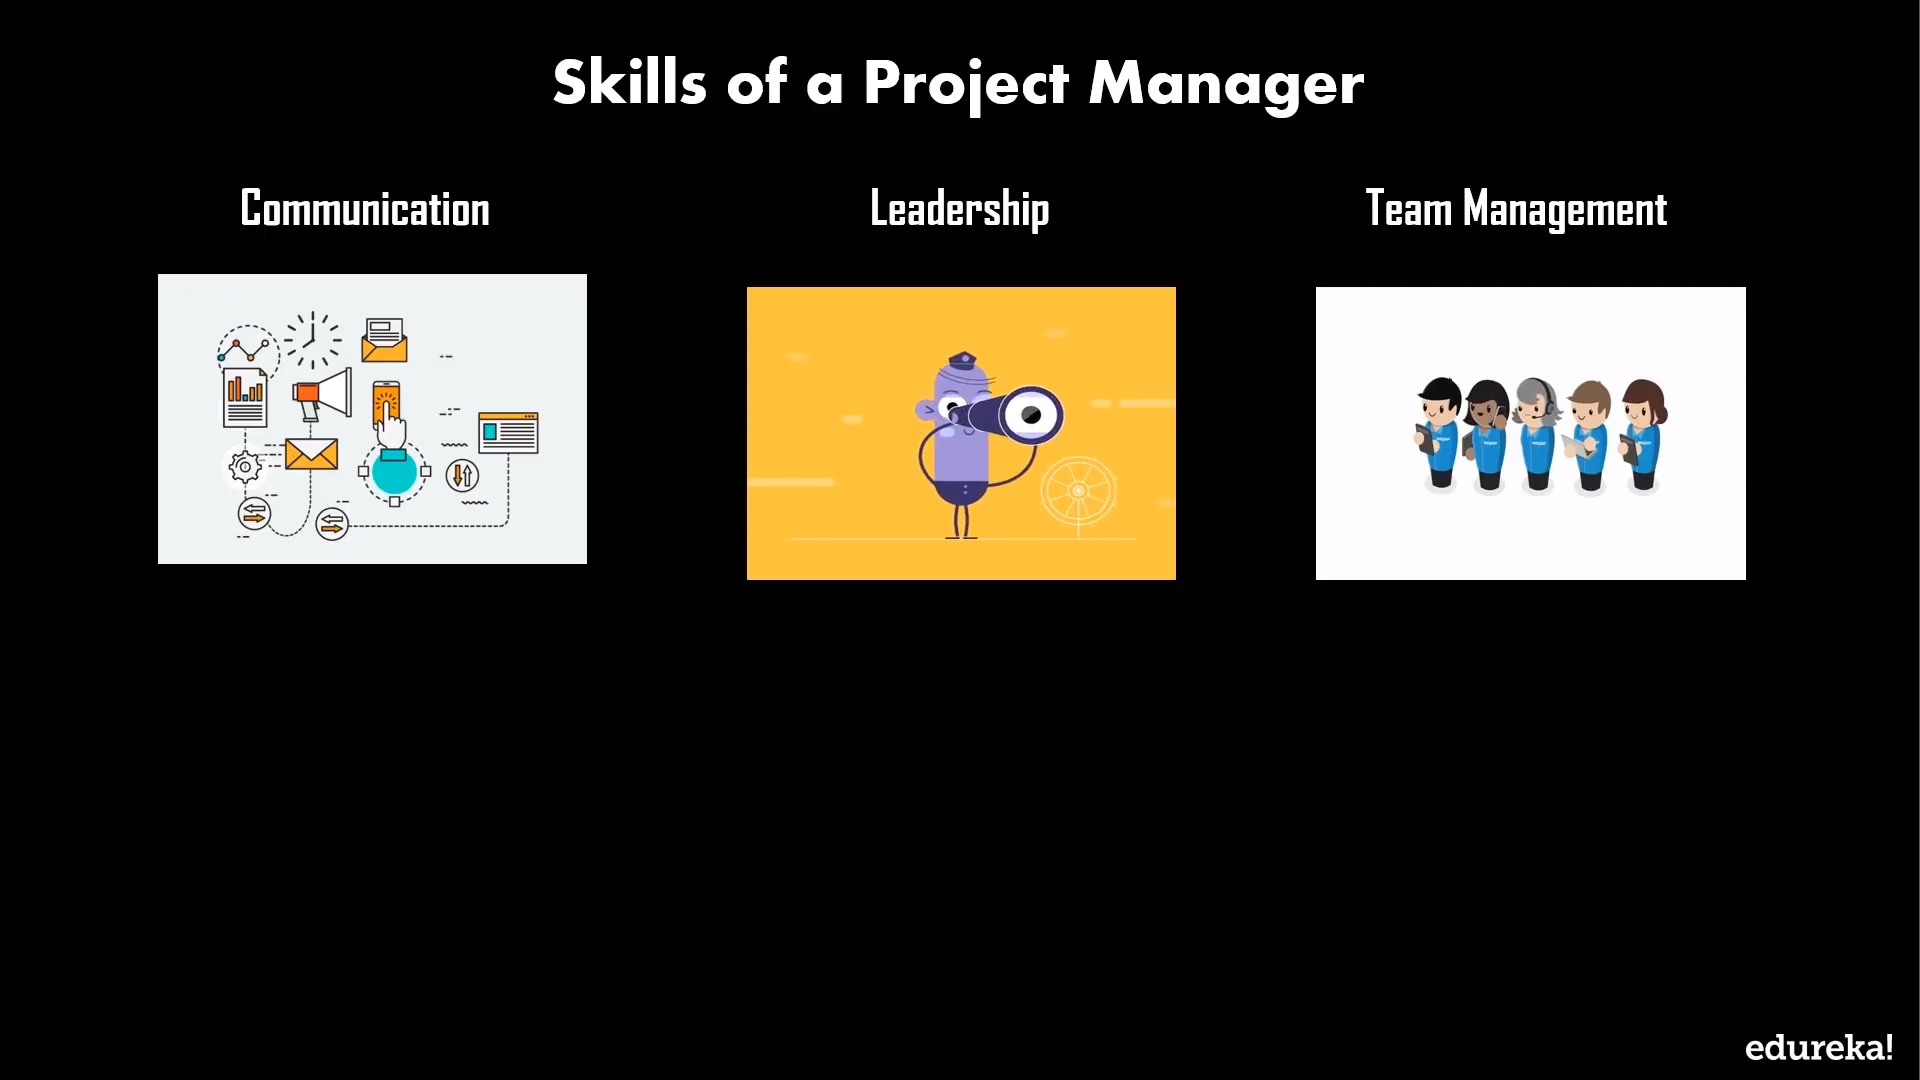 Skills of a Project Manager
Communication
Leadership
Team Management
edureka!